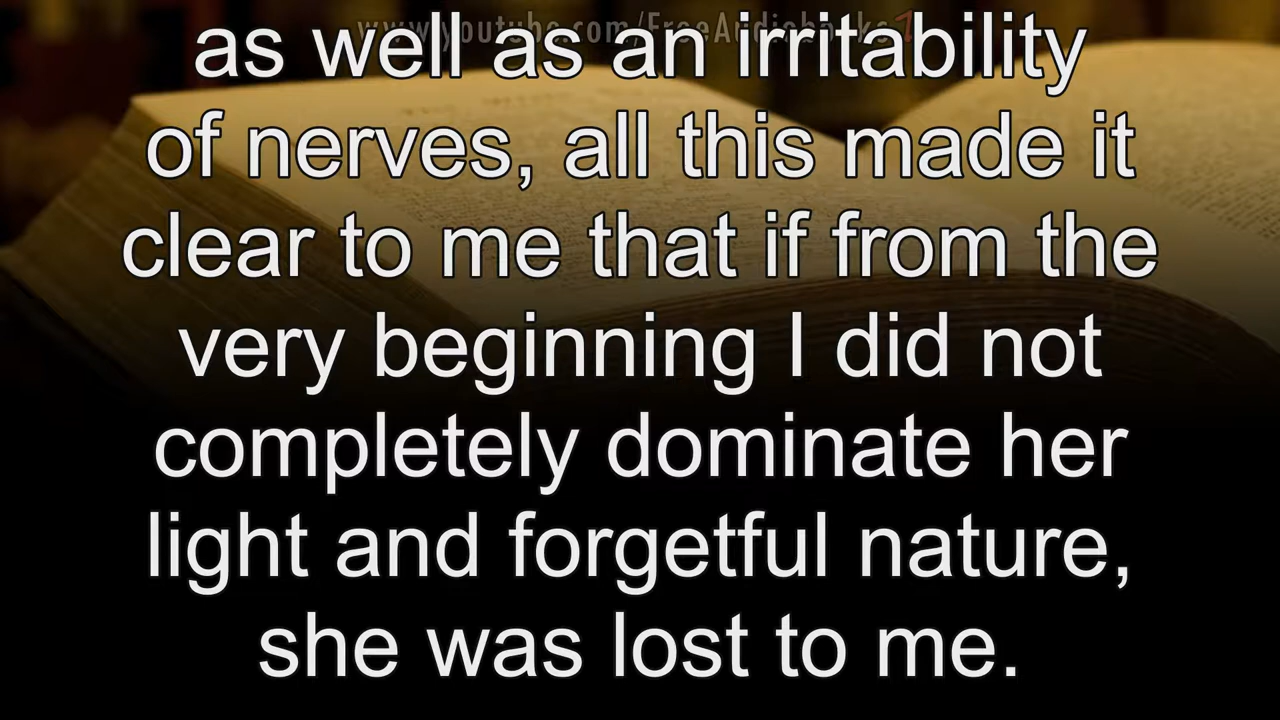 www.youtube.com/FreeAudiobooks
as well as an irritability
of nerves, all this made it
clear to me that if from the
very beginning I did not
completely dominate her
light and forgetful nature,
she was lost to me.